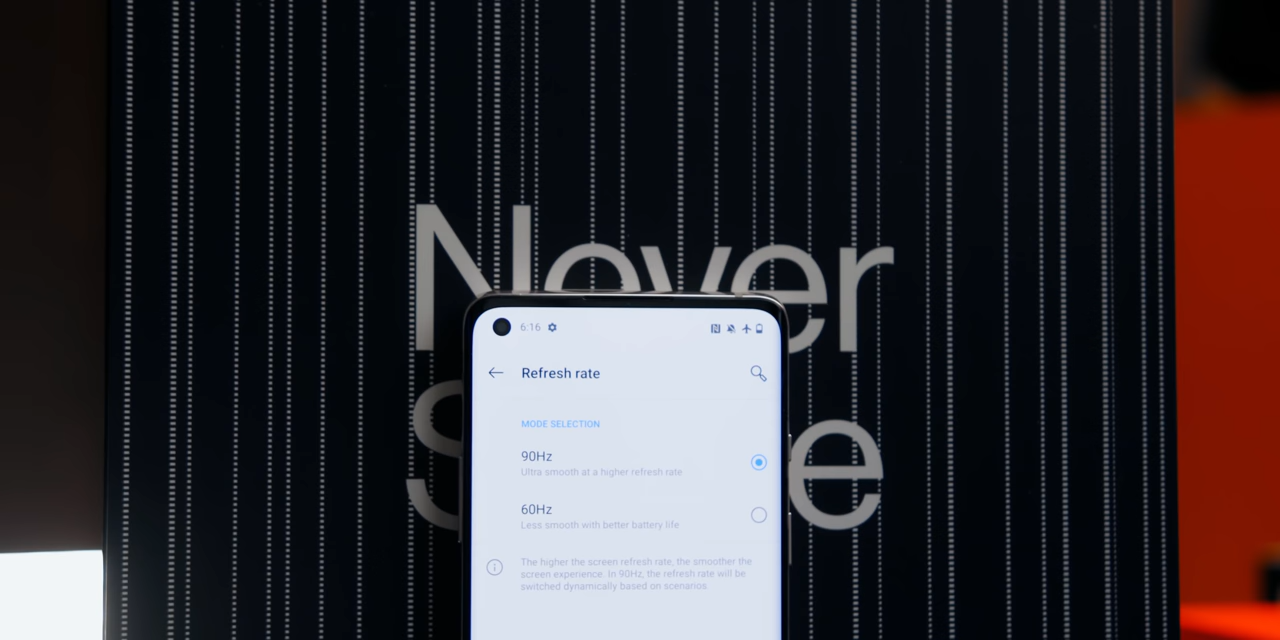 Never
6:16
Refresh rate
MODE SELECTION
90Hz
Ultra smooth at a higher refresh rate
60Hz
Less smooth with better battery life
The higher the screen refresh rate, the smoother the
screen experience. In 90Hz, the refresh rate will be
switched dynamically based on scenarios.